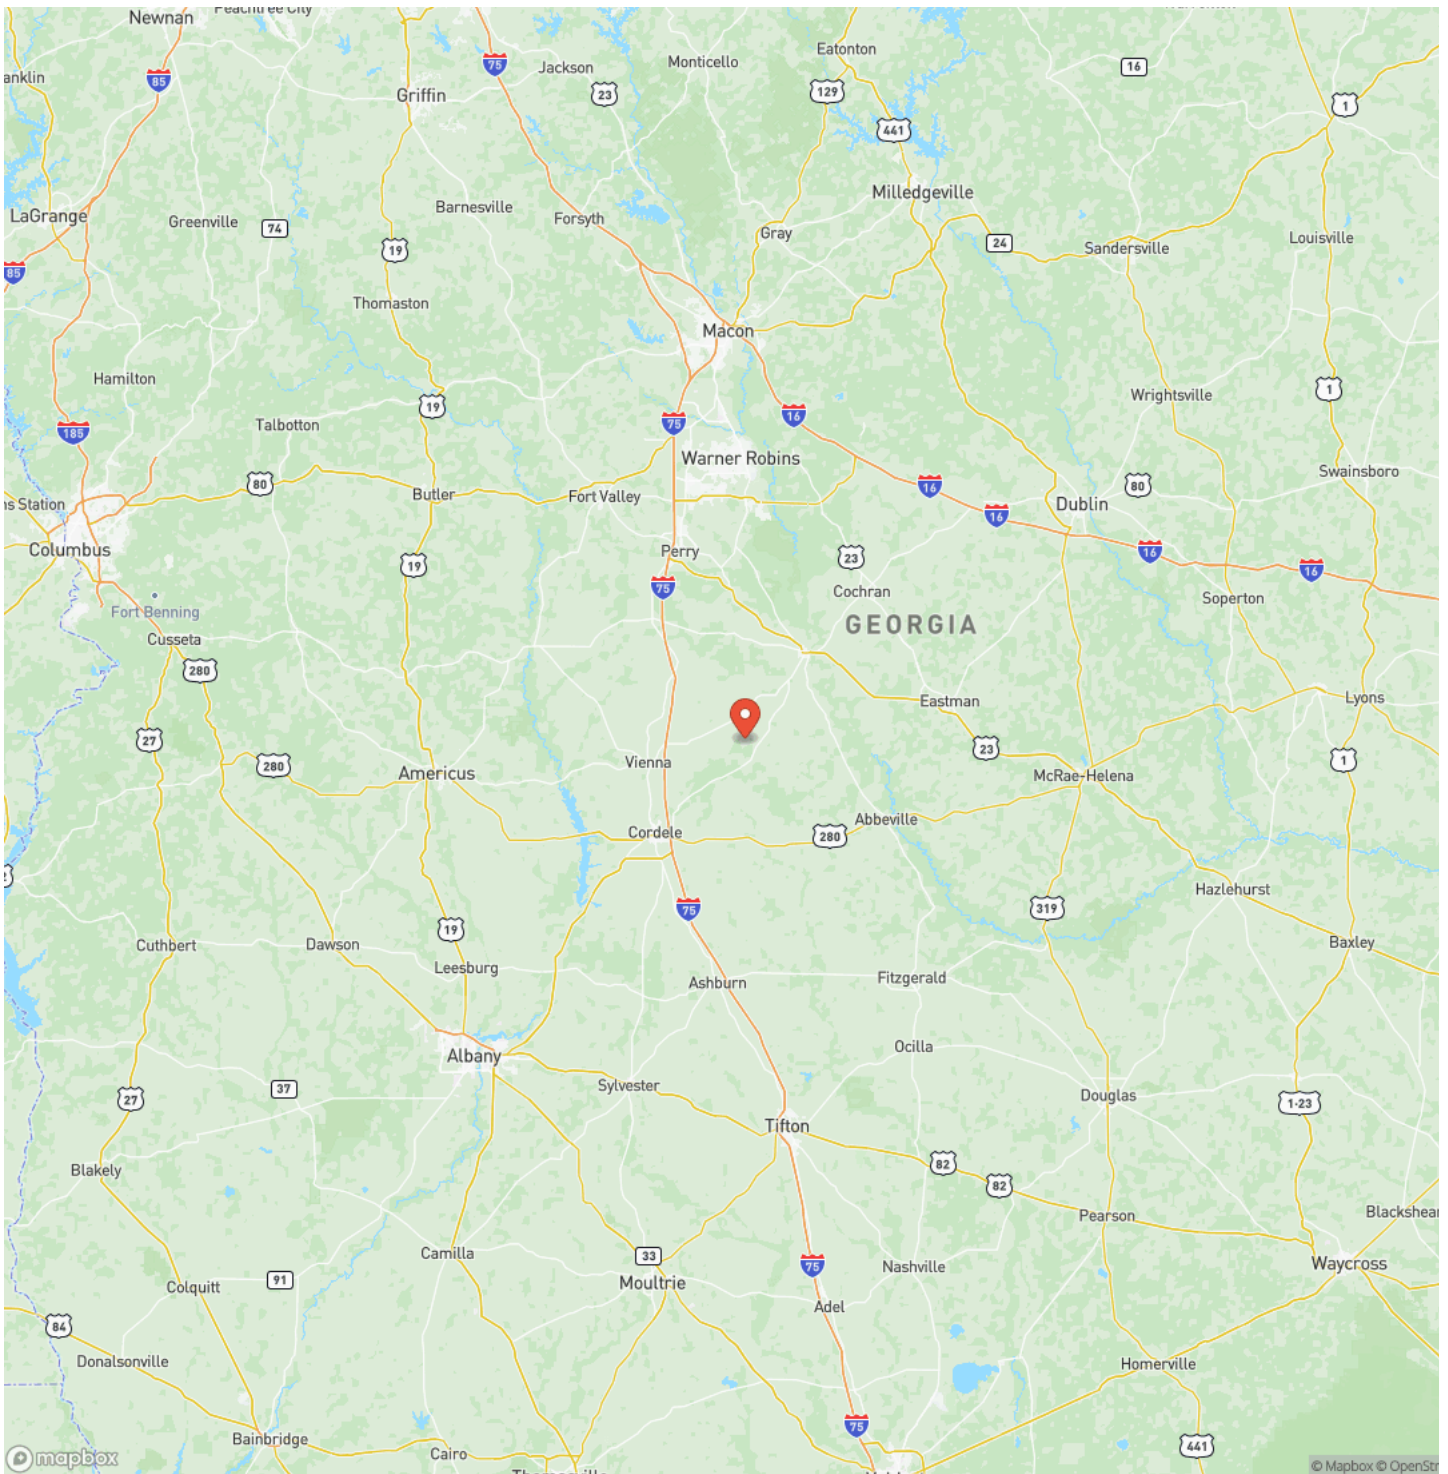 Newnan
Peachtree City
Eatonton
75
Jackson
Monticello
16
anklin
85
Griffin
23
129
1
441
Milledgeville
LaGrange
Greenville
74
Barnesville
Forsyth
Gray
24
Sandersville
Louisville
19
85
Thomaston
Macon
Hamilton
Wrightsville
1
19
185
Talbotton
75
16
Warner Robins
Swainsboro
80
Butler
Fort Valley
16
80
ns Station
Dublin
16
Columbus
Perry
23
16
16
19
75
Cochran
Soperton
Fort Benning
GEORGIA
Cusseta
280
Eastman
Lyons
27
23
280
Americus
Vienna
McRae-Helena
1
Cordele
280
Abbeville
2
Hazlehurst
75
319
19
Cuthbert
Dawson
Baxley
Leesburg
Ashburn
Fitzgerald
Albany
Ocilla
37
Sylvester
27
Douglas
1-23
Tifton
82
Blakely
82
Pearson
Blackshear
Camilla
33
75
Nashville
Waycross
Colquitt
91
Moultrie
Adel
84
Donalsonville
Homerville
75
Bainbridge
Cairo
441
mapbox
© Mapbox © OpenStr